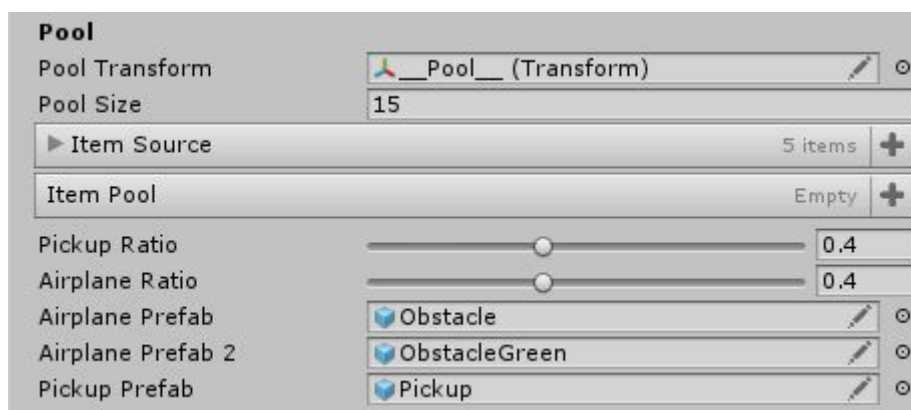 Pool
Pool Transform __Pool__ (Transform)
Pool Size 15
Item Source 5 items
Item Pool Empty
Pickup Ratio 0.4
Airplane Ratio 0.4
Airplane Prefab Obstacle
Airplane Prefab 2 ObstacleGreen
Pickup Prefab Pickup